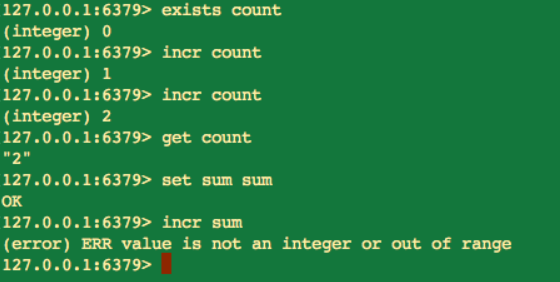 127.0.0.1:6379> exists count
(integer) 0
127.0.0.1:6379> incr count
(integer) 1
127.0.0.1:6379> incr count
(integer) 2
127.0.0.1:6379> get count
"2"
127.0.0.1:6379> set sum sum
OK
127.0.0.1:6379> incr sum
(error) ERR value is not an integer or out of range
127.0.0.1:6379>